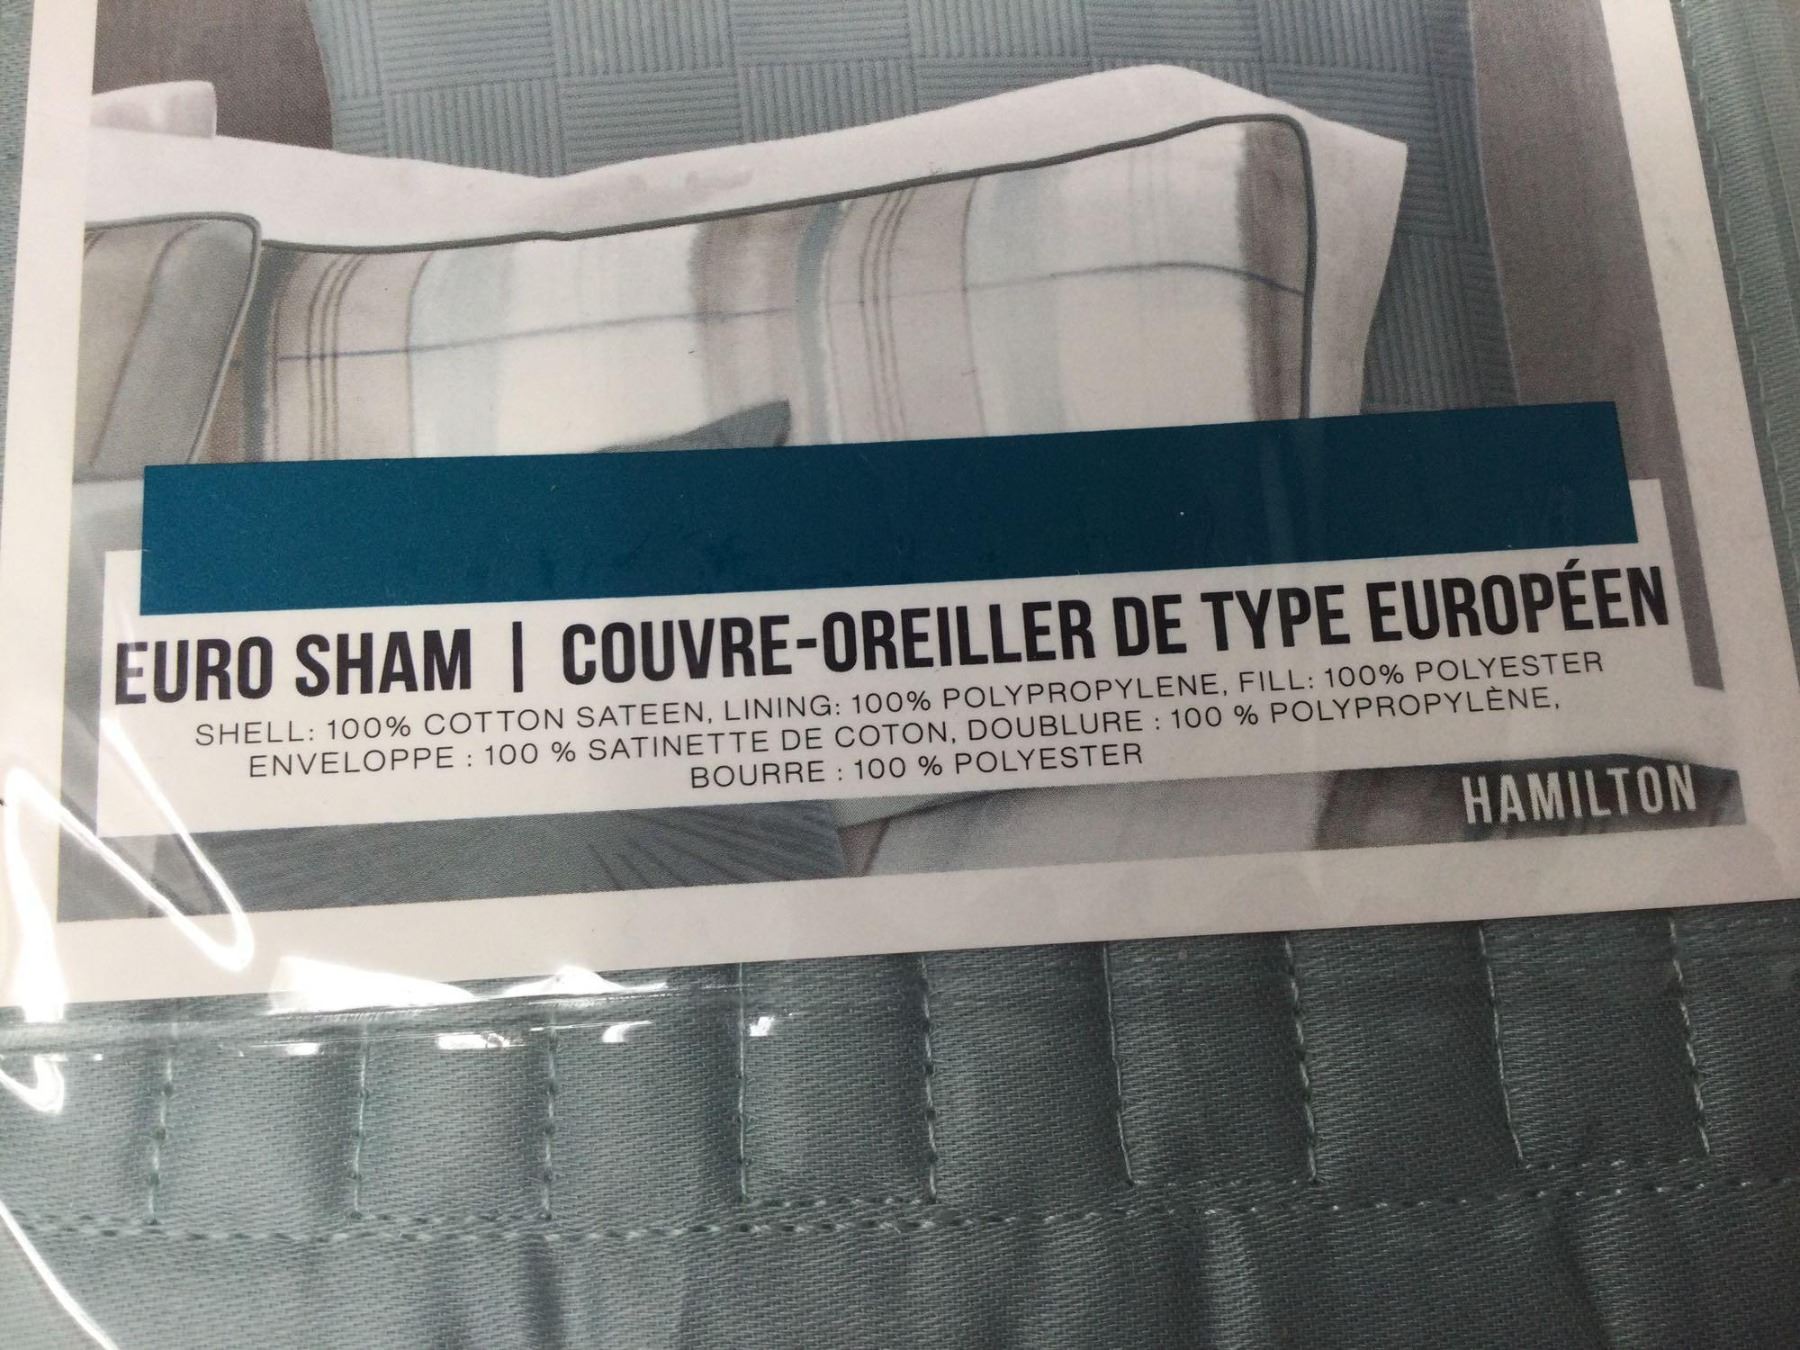 EURO SHAM | COUVRE-OREILLER DE TYPE EUROPÉEN
SHELL: 100% COTTON SATEEN, LINING: 100% POLYPROPYLENE, FILL: 100% POLYESTER
ENVELOPPE : 100 % SATINETTE DE COTON, DOUBLURE : 100 % POLYPROPYLÈNE,
BOURRE : 100 % POLYESTER
HAMILTON